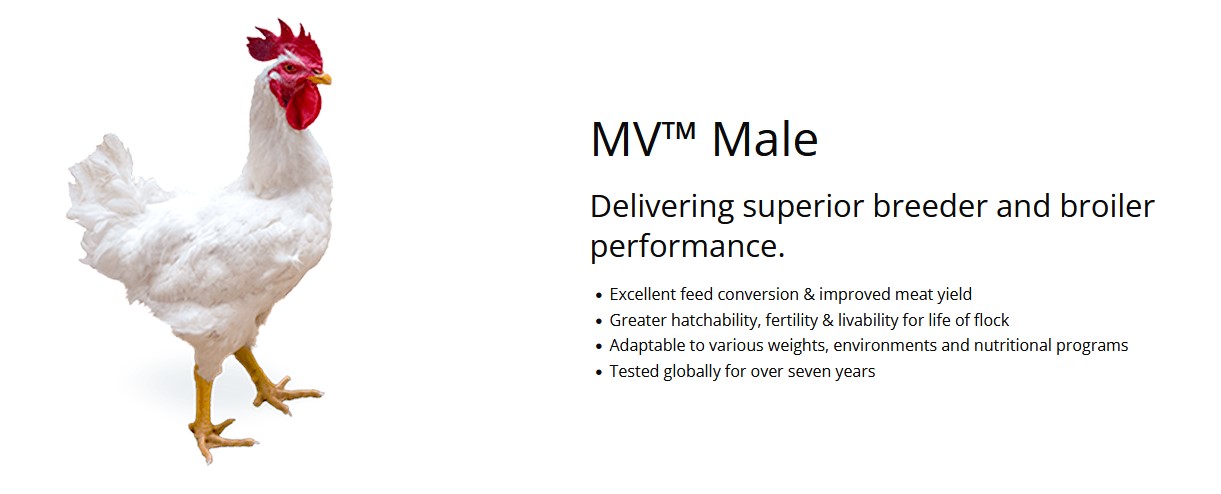 MV™ Male
Delivering superior breeder and broiler
performance.
• Excellent feed conversion & improved meat yield
• Greater hatchability, fertility & livability for life of flock
• Adaptable to various weights, environments and nutritional programs
• Tested globally for over seven years